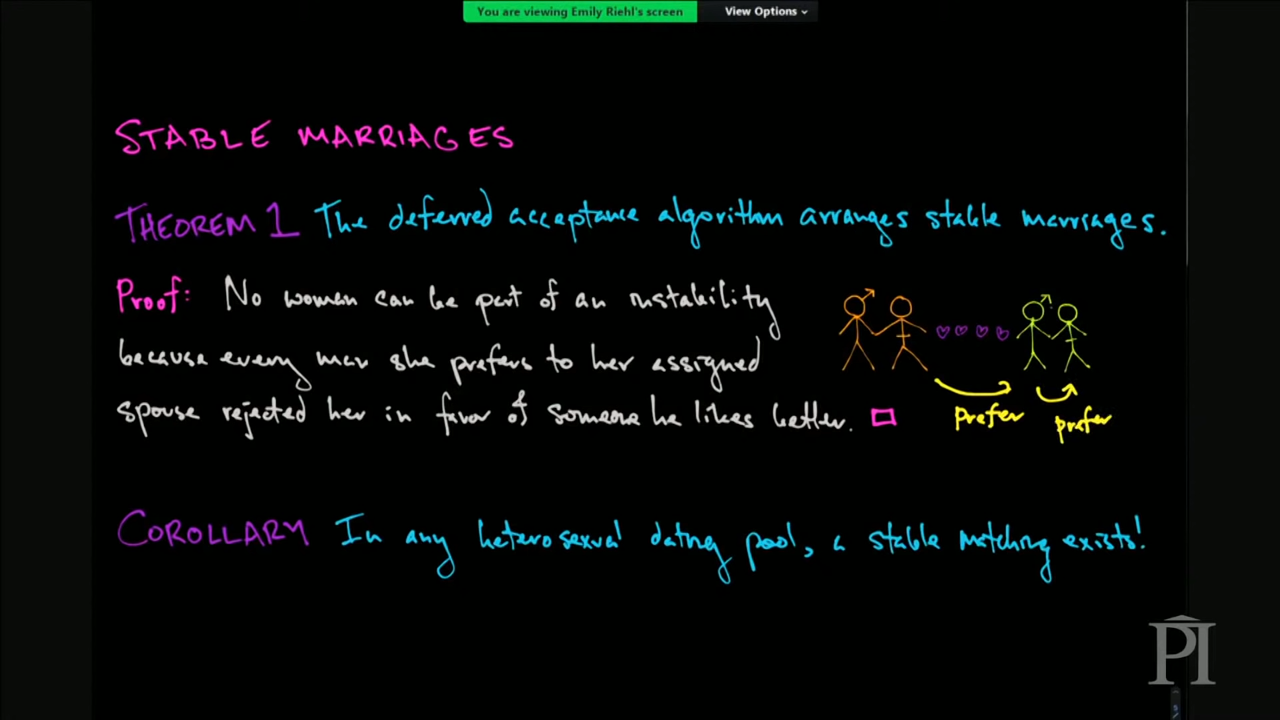 You are viewing Emily Riehl's screen View Options
STABLE MARRIAGES
THEOREM 1 The deferred acceptance algorithm arranges stable marriages.
Proof: No woman can be part of an instability
because every man she prefers to her assigned
spouse rejected her in favor of someone he likes better.
prefer prefer
COROLLARY In any heterosexual dating pool, a stable matching exists!
PI